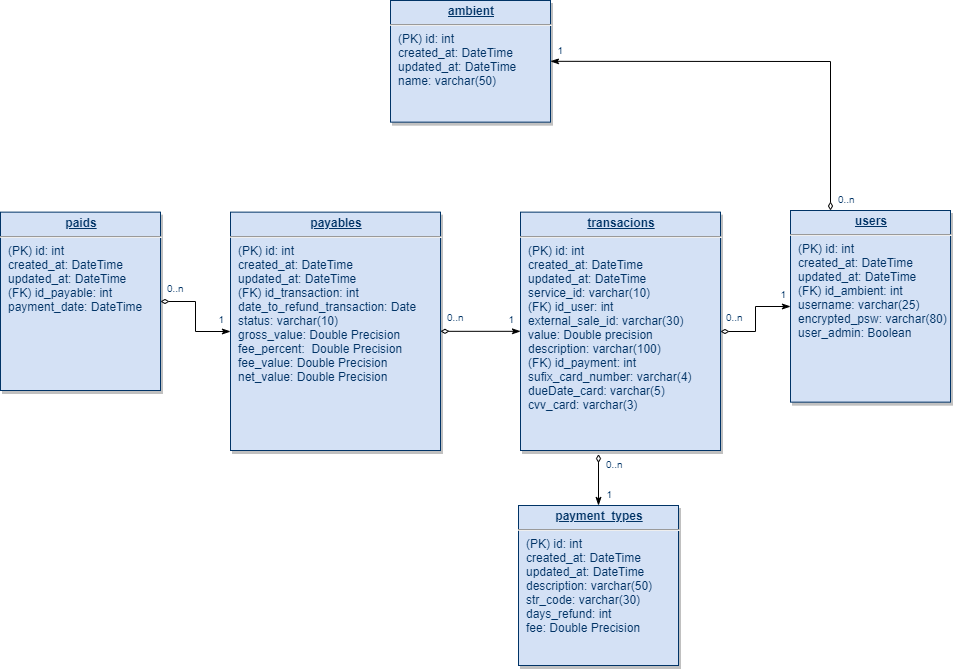 ambient
(PK) id: int
created_at: DateTime
updated_at: DateTime
name: varchar(50)
1
0..n
paids
(PK) id: int
created_at: DateTime
updated_at: DateTime
(FK) id_payable: int
payment_date: DateTime
0..n
1
payables
(PK) id: int
created_at: DateTime
updated_at: DateTime
(FK) id_transaction: int
date_to_refund_transaction: Date
status: varchar(10)
gross_value: Double Precision
fee_percent: Double Precision
fee_value: Double Precision
net_value: Double Precision
0..n
1
transacions
(PK) id: int
created_at: DateTime
updated_at: DateTime
service_id: varchar(10)
(FK) id_user: int
external_sale_id: varchar(30)
value: Double precision
description: varchar(100)
(FK) id_payment: int
sufix_card_number: varchar(4)
dueDate_card: varchar(5)
cvv_card: varchar(3)
0..n
1
users
(PK) id: int
created_at: DateTime
updated_at: DateTime
(FK) id_ambient: int
username: varchar(25)
encrypted_psw: varchar(80)
user_admin: Boolean
0..n
1
payment_types
(PK) id: int
created_at: DateTime
updated_at: DateTime
description: varchar(50)
str_code: varchar(30)
days_refund: int
fee: Double Precision